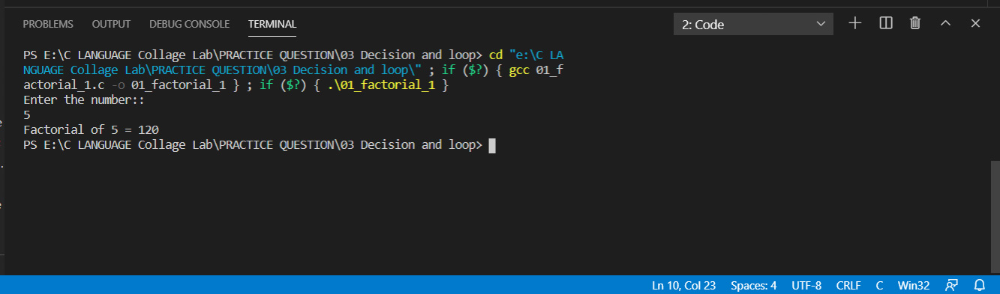 PROBLEMS OUTPUT DEBUG CONSOLE TERMINAL 2: Code
PS E:\C LANGUAGE Collage Lab\PRACTICE QUESTION\03 Decision and loop> cd "e:\C LA
NGUAGE Collage Lab\PRACTICE QUESTION\03 Decision and loop\" ; if ($?) { gcc 01_f
actorial_1.c -o 01_factorial_1 } ; if ($?) { .\01_factorial_1 }
Enter the number::
5
Factorial of 5 = 120
PS E:\C LANGUAGE Collage Lab\PRACTICE QUESTION\03 Decision and loop>
Ln 10, Col 23 Spaces: 4 UTF-8 CRLF C Win32